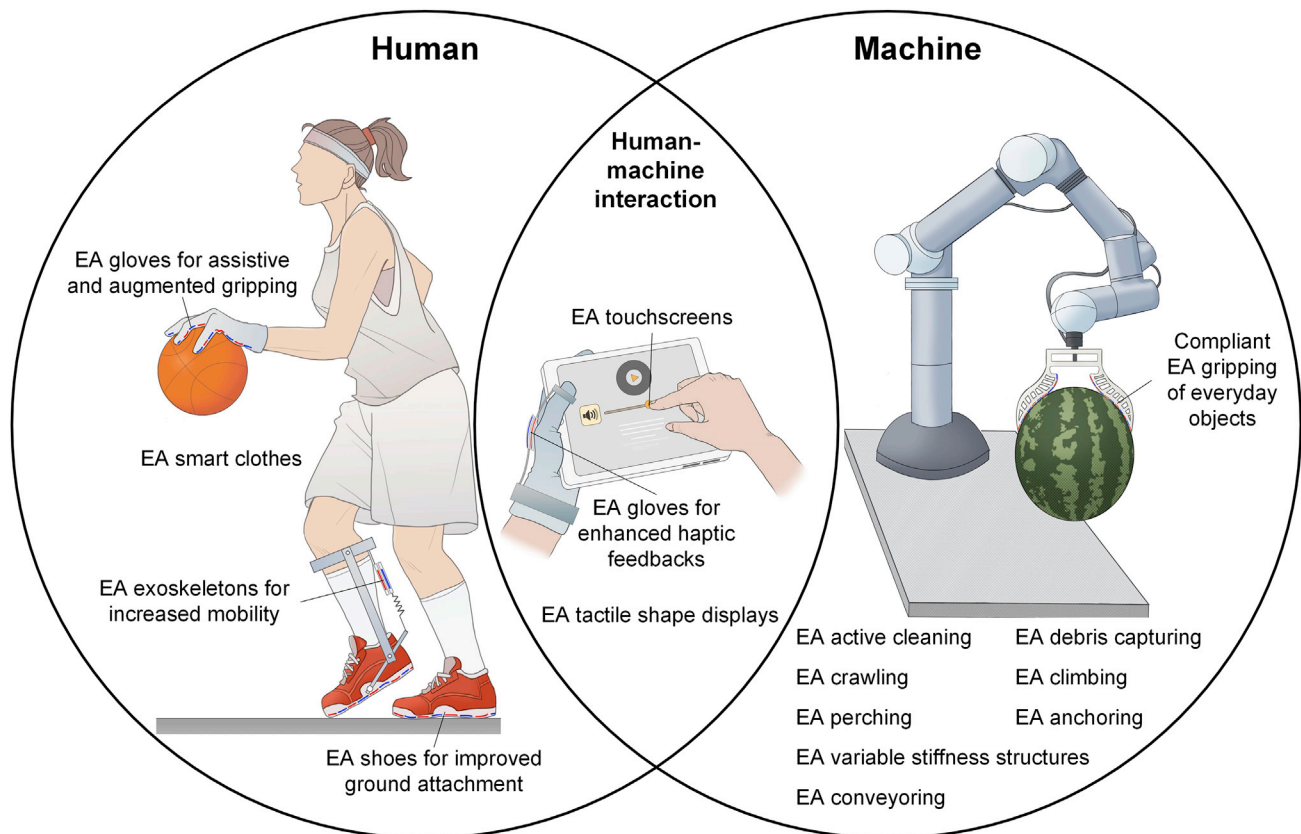 Human
Machine
Human-
machine
interaction
EA gloves for assistive
and augmented gripping
EA touchscreens
Compliant
EA gripping
of everyday
objects
EA smart clothes
EA gloves for
enhanced haptic
feedbacks
EA exoskeletons for
increased mobility
EA tactile shape displays
EA shoes for improved
ground attachment
EA active cleaning
EA debris capturing
EA crawling
EA climbing
EA perching
EA anchoring
EA variable stiffness structures
EA conveyoring